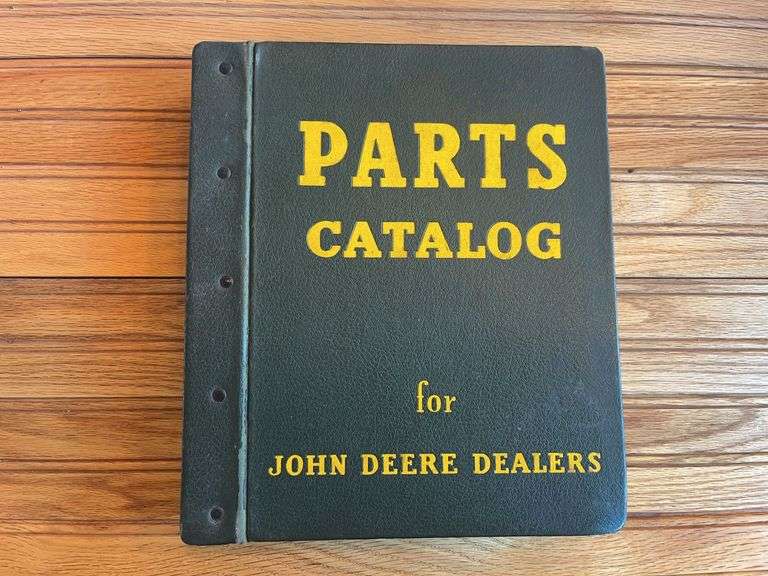 PARTS
CATALOG
for
JOHN DEERE DEALERS